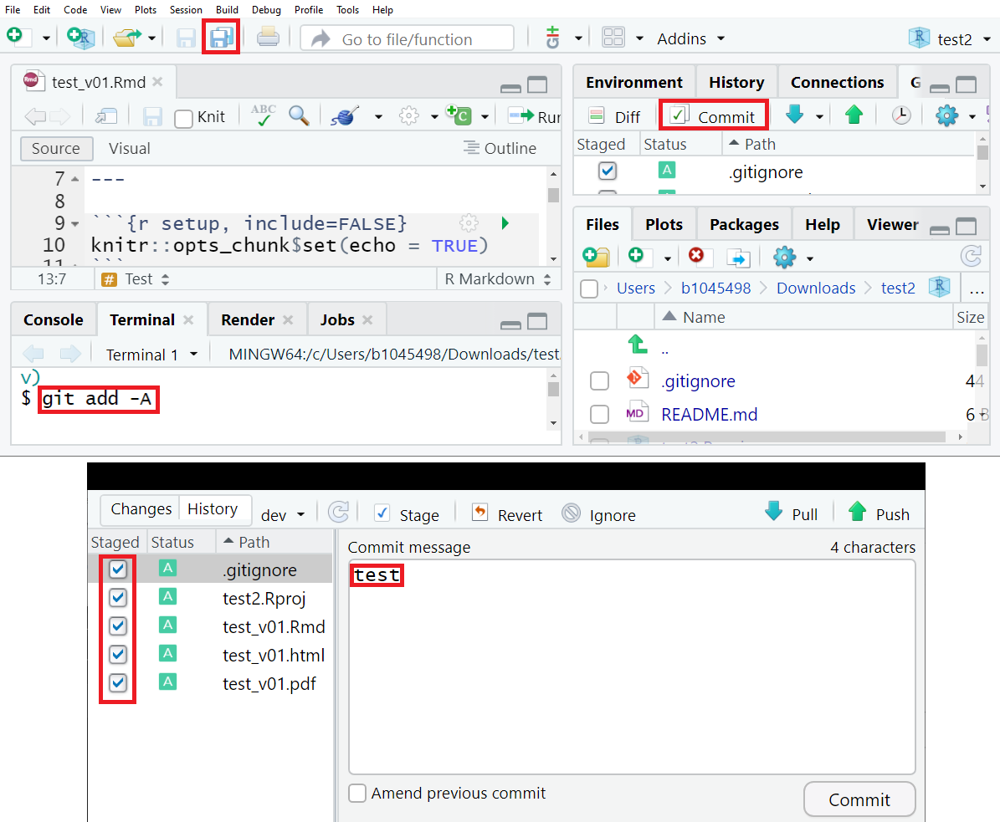 File Edit Code View Plots Session Build Debug Profile Tools Help
Go to file/function Addins test2
test_v01.Rmd
Knit ABC Run
Source Visual Outline
7 ---
8
9 ```{r setup, include=FALSE}
10 knitr::opts_chunk$set(echo = TRUE)
11 ```
13:7 # Test R Markdown
Console Terminal Render Jobs
Terminal 1 MINGW64:/c/Users/b1045498/Downloads/test
v)
$ git add -A
Environment History Connections G
Diff Commit
Staged Status Path
A .gitignore
Files Plots Packages Help Viewer
Users b1045498 Downloads test2 ...
Name Size
..
.gitignore 44
README.md 6 B
Changes History dev Stage Revert Ignore Pull Push
Staged Status Path
A .gitignore
A test2.Rproj
A test_v01.Rmd
A test_v01.html
A test_v01.pdf
Commit message 4 characters
test
Amend previous commit Commit